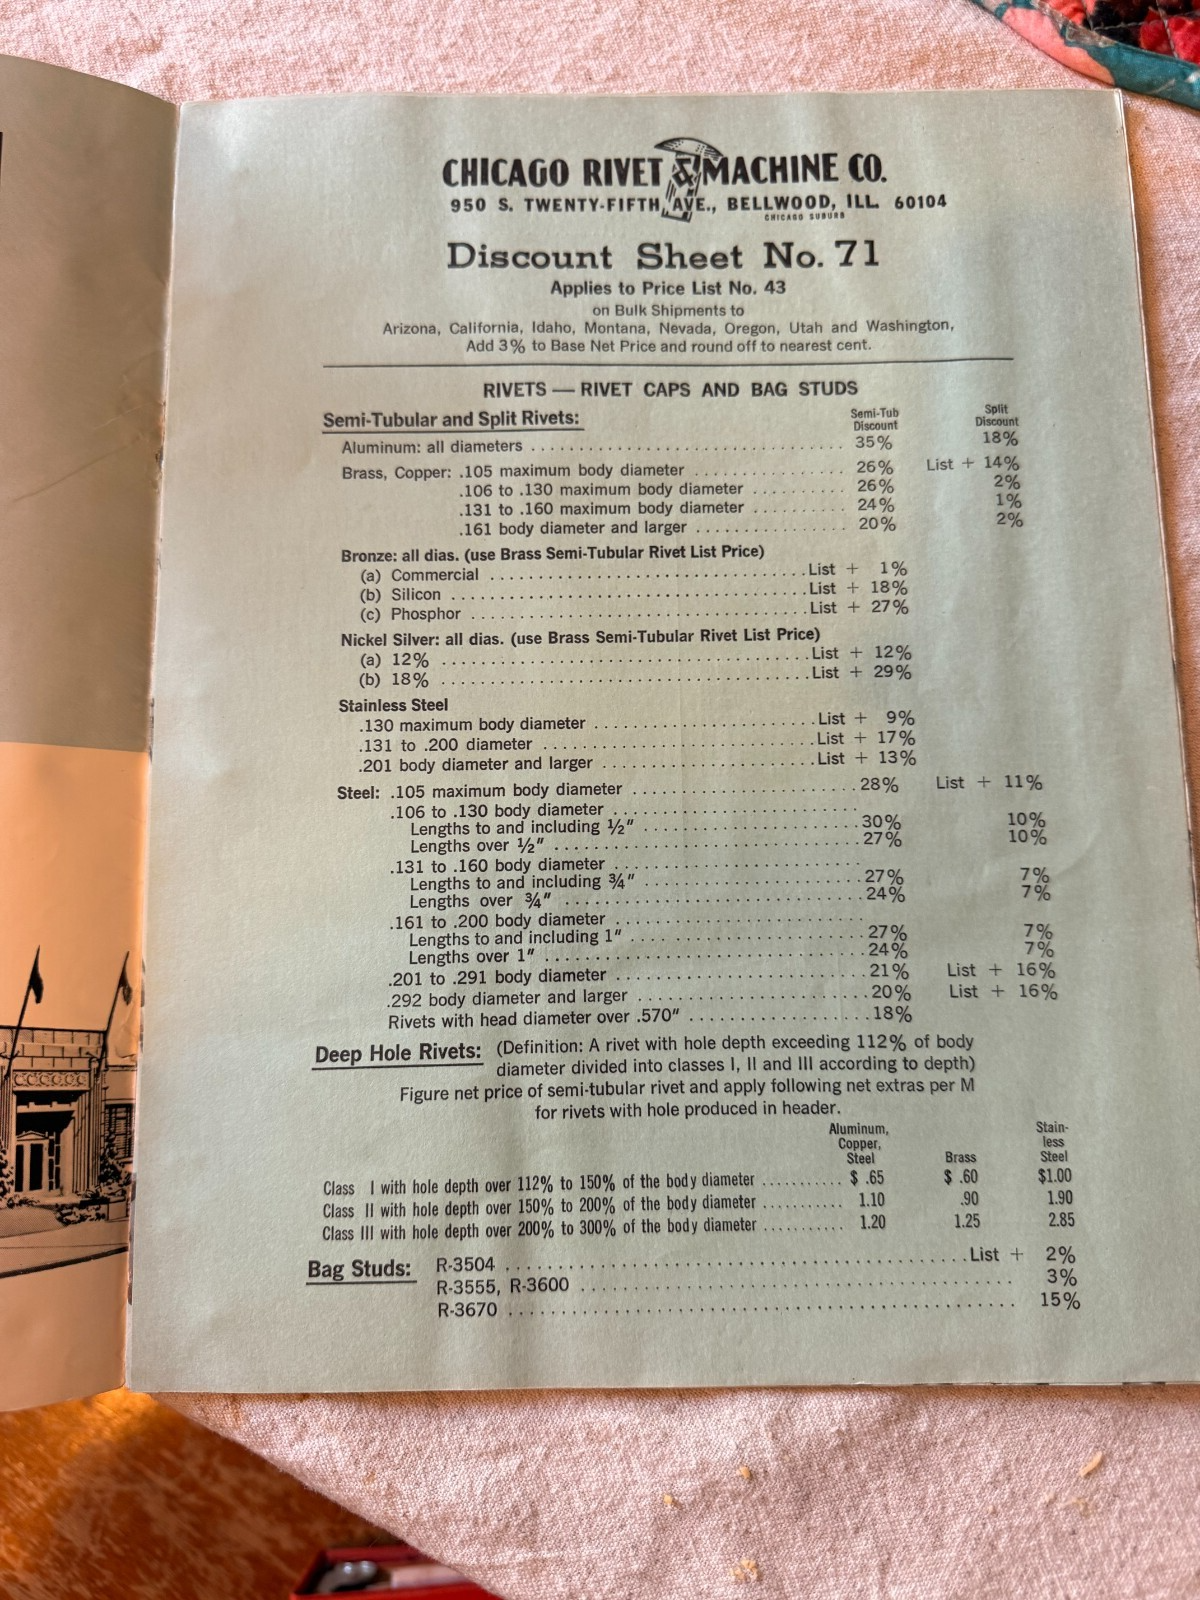 CHICAGO RIVET & MACHINE CO.
950 S. TWENTY-FIFTH AVE., BELLWOOD, ILL. 60104
CHICAGO SUBURB
Discount Sheet No. 71
Applies to Price List No. 43
on Bulk Shipments to
Arizona, California, Idaho, Montana, Nevada, Oregon, Utah and Washington,
Add 3% to Base Net Price and round off to nearest cent.
RIVETS — RIVET CAPS AND BAG STUDS
Semi-Tubular and Split Rivets: Semi-Tub Discount Split Discount
Aluminum: all diameters 35% 18%
Brass, Copper: .105 maximum body diameter 26% List + 14%
.106 to .130 maximum body diameter 26% 2%
.131 to .160 maximum body diameter 24% 1%
.161 body diameter and larger 20% 2%
Bronze: all dias. (use Brass Semi-Tubular Rivet List Price)
(a) Commercial List + 1%
(b) Silicon List + 18%
(c) Phosphor List + 27%
Nickel Silver: all dias. (use Brass Semi-Tubular Rivet List Price)
(a) 12% List + 12%
(b) 18% List + 29%
Stainless Steel
.130 maximum body diameter List + 9%
.131 to .200 diameter List + 17%
.201 body diameter and larger List + 13%
Steel: .105 maximum body diameter 28% List + 11%
.106 to .130 body diameter
Lengths to and including ½" 30% 10%
Lengths over ½" 27% 10%
.131 to .160 body diameter
Lengths to and including ¾" 27% 7%
Lengths over ¾" 24% 7%
.161 to .200 body diameter
Lengths to and including 1" 27% 7%
Lengths over 1" 24% 7%
.201 to .291 body diameter 21% List + 16%
.292 body diameter and larger 20% List + 16%
Rivets with head diameter over .570" 18%
Deep Hole Rivets: (Definition: A rivet with hole depth exceeding 112% of body
diameter divided into classes I, II and III according to depth)
Figure net price of semi-tubular rivet and apply following net extras per M
for rivets with hole produced in header.
Aluminum, Copper, Steel Brass Stain-less Steel
Class I with hole depth over 112% to 150% of the body diameter $ .65 $ .60 $1.00
Class II with hole depth over 150% to 200% of the body diameter 1.10 .90 1.90
Class III with hole depth over 200% to 300% of the body diameter 1.20 1.25 2.85
Bag Studs: R-3504 List + 2%
R-3555, R-3600 3%
R-3670 15%